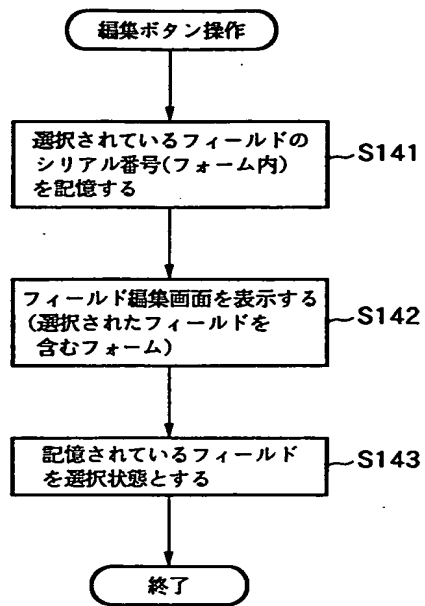 編集ボタン操作
選択されているフィールドの
シリアル番号(フォーム内)
を記憶する
S141
フィールド編集画面を表示する
(選択されたフィールドを
含むフォーム)
S142
記憶されているフィールド
を選択状態とする
S143
終了